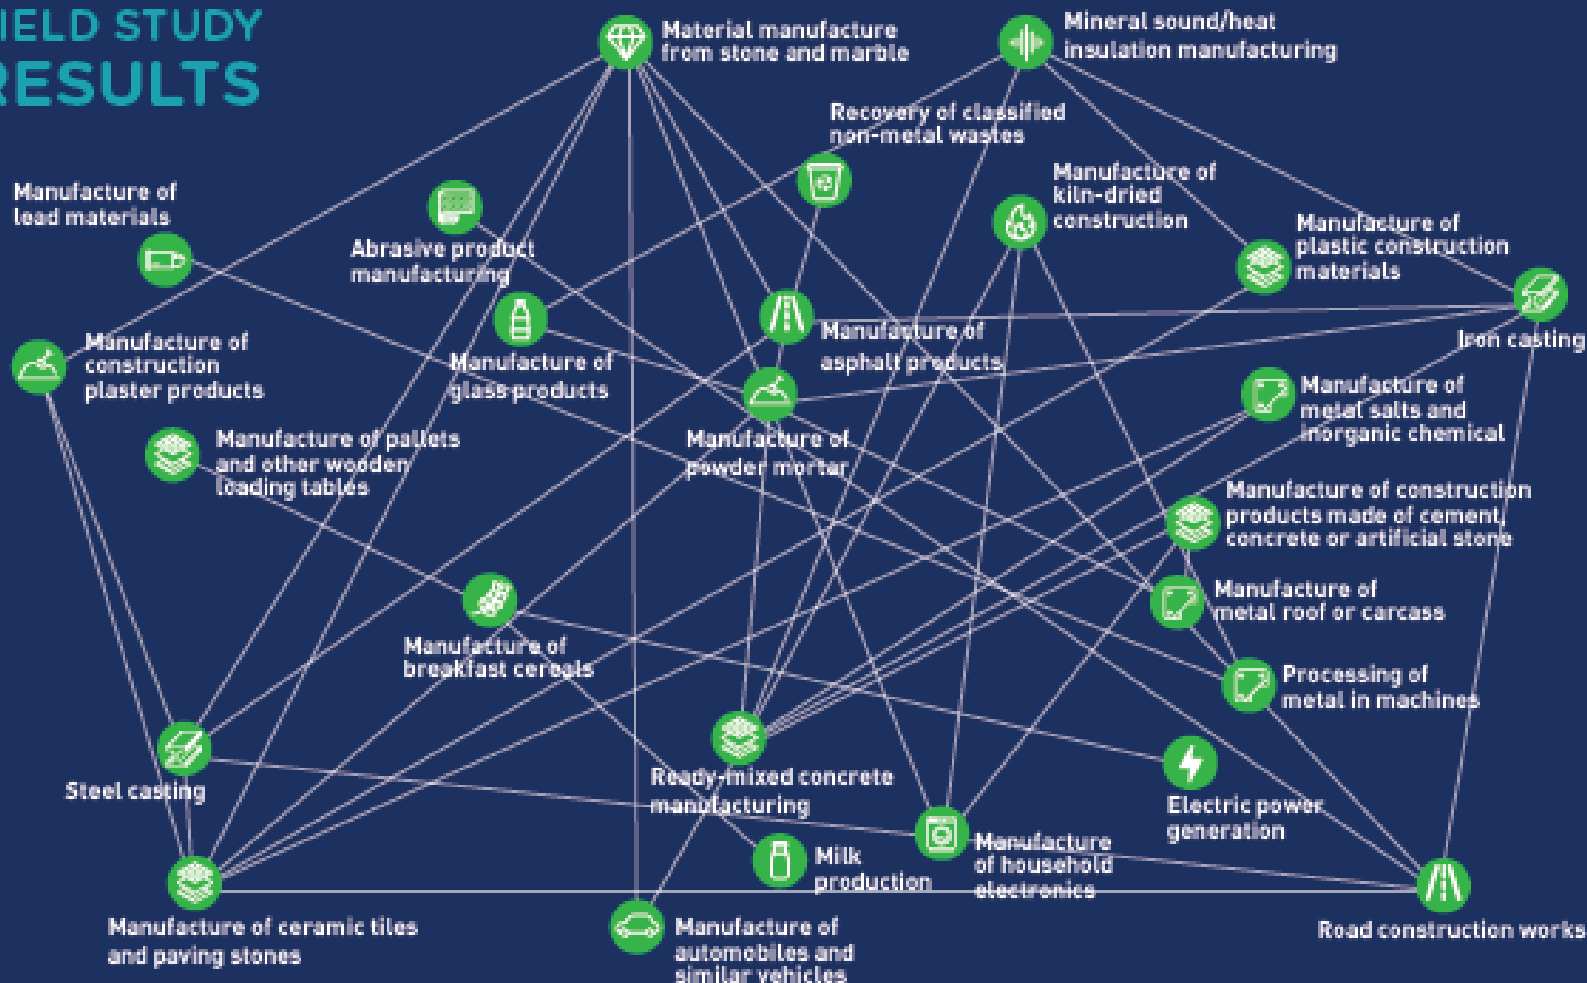 IELD STUDY
RESULTS
Material manufacture
from stone and marble
Mineral sound/heat
insulation manufacturing
Recovery of classified
non-metal wastes
Manufacture of
kiln-dried
construction
Manufacture of
lead materials
Abrasive product
manufacturing
Manufacture of
plastic construction
materials
Iron casting
Manufacture of
construction
plaster products
Manufacture of
glass products
Manufacture of
asphalt products
Manufacture of
metal salts and
inorganic chemical
Manufacture of pallets
and other wooden
loading tables
Manufacture of
powder mortar
Manufacture of construction
products made of cement,
concrete or artificial stone
Manufacture of
metal roof or carcass
Manufacture of
breakfast cereals
Processing of
metal in machines
Steel casting
Ready-mixed concrete
manufacturing
Electric power
generation
Milk
production
Manufacture
of household
electronics
Manufacture of ceramic tiles
and paving stones
Manufacture of
automobiles and
similar vehicles
Road construction works